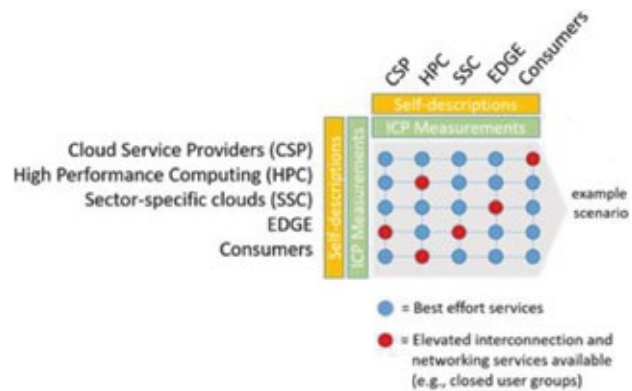 CSP
HPC
SSC
EDGE
Consumers
Self-descriptions
ICP Measurements
Cloud Service Providers (CSP)
High Performance Computing (HPC)
Sector-specific clouds (SSC)
EDGE
Consumers
Self-descriptions
ICP Measurements
example
scenario
= Best effort services
= Elevated interconnection and
networking services available
(e.g., closed user groups)